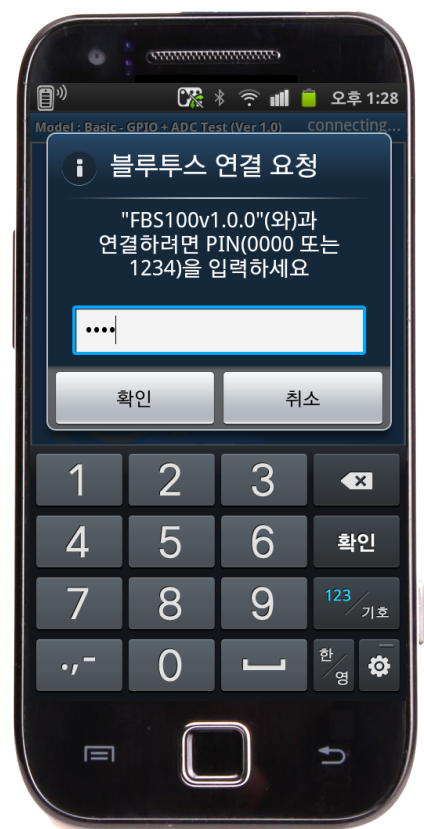 오후 1:28
Model : Basic - GPIO + ADC Test (Ver 1.0) connecting...
블루투스 연결 요청
"FBS100v1.0.0"(와)과
연결하려면 PIN(0000 또는
1234)을 입력하세요
••••
확인 취소
1 2 3
4 5 6 확인
7 8 9 123/기호
.,- 0 한/영